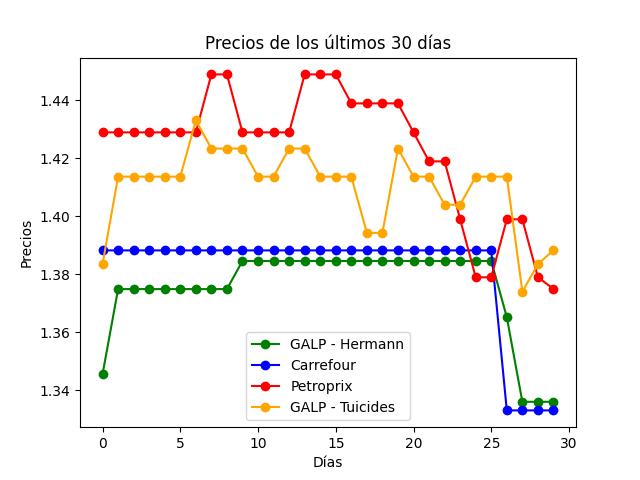 Precios de los últimos 30 días
Precios
1.44
1.42
1.40
1.38
1.36
1.34
GALP - Hermann
Carrefour
Petroprix
GALP - Tuicides
0 5 10 15 20 25 30
Días